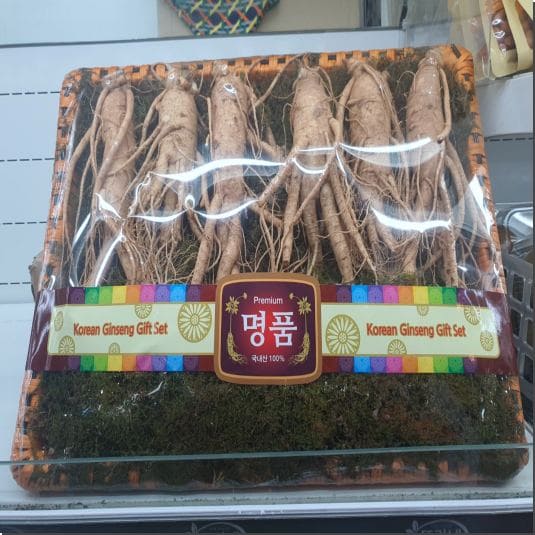 Premium
명품
국내산 100%
Korean Ginseng Gift Set
Korean Ginseng Gift Set